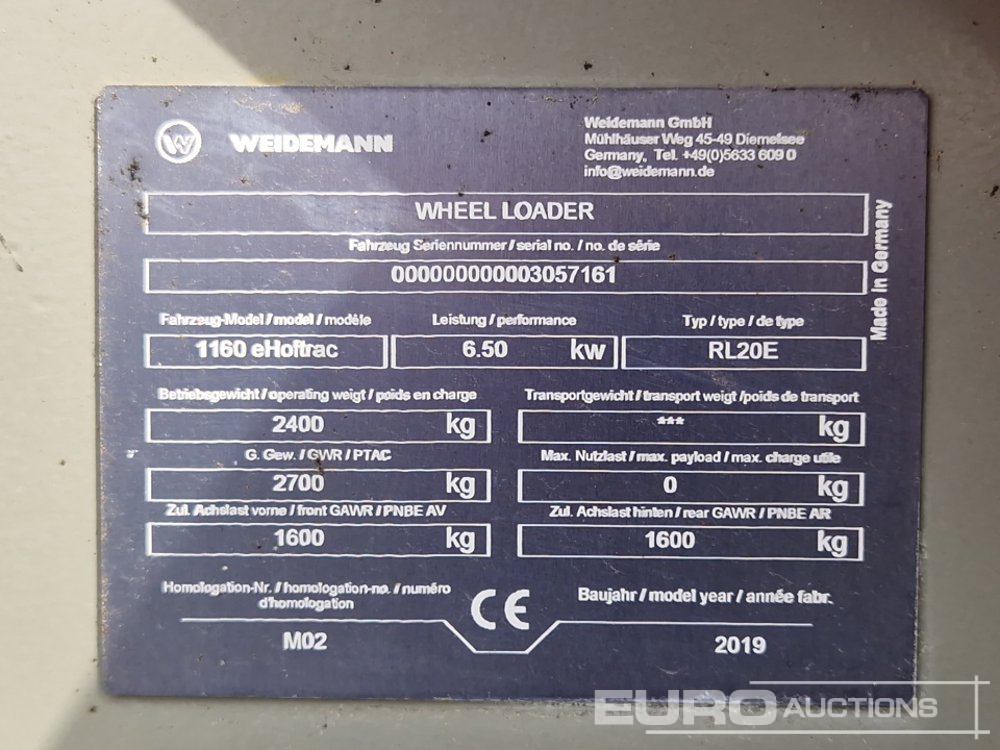 W WEIDEMANN
Weidemann GmbH
Mühlhäuser Weg 45-49 Diemelsee
Germany, Tel. +49(0)5633 609 0
info@weidemann.de
WHEEL LOADER
Fahrzeug Seriennummer / serial no. / no. de série
000000000003057161
Made in Germany
Fahrzeug-Model / model / modèle
Leistung / performance
Typ / type / de type
1160 eHoftrac
6.50 kw
RL20E
Betriebsgewicht / operating weigt / poids en charge
Transportgewicht / transport weigt /poids de transport
2400 kg
*** kg
G. Gew. / GWR / PTAC
Max. Nutzlast / max. payload / max. charge utile
2700 kg
0 kg
Zul. Achslast vorne / front GAWR / PNBE AV
Zul. Achslast hinten / rear GAWR / PNBE AR
1600 kg
1600 kg
Homologation-Nr. / homologation-no. / numéro
d'homologation
CE
Baujahr / model year / année fabr.
M02
2019
EURO AUCTIONS